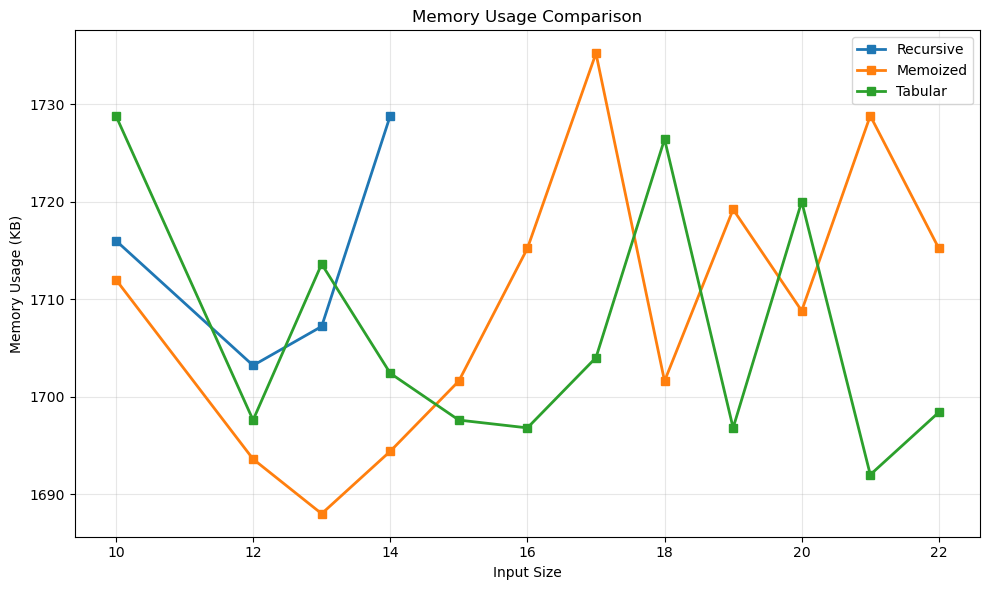 Memory Usage Comparison
Recursive
Memoized
Tabular
Memory Usage (KB)
1730
1720
1710
1700
1690
10 12 14 16 18 20 22
Input Size